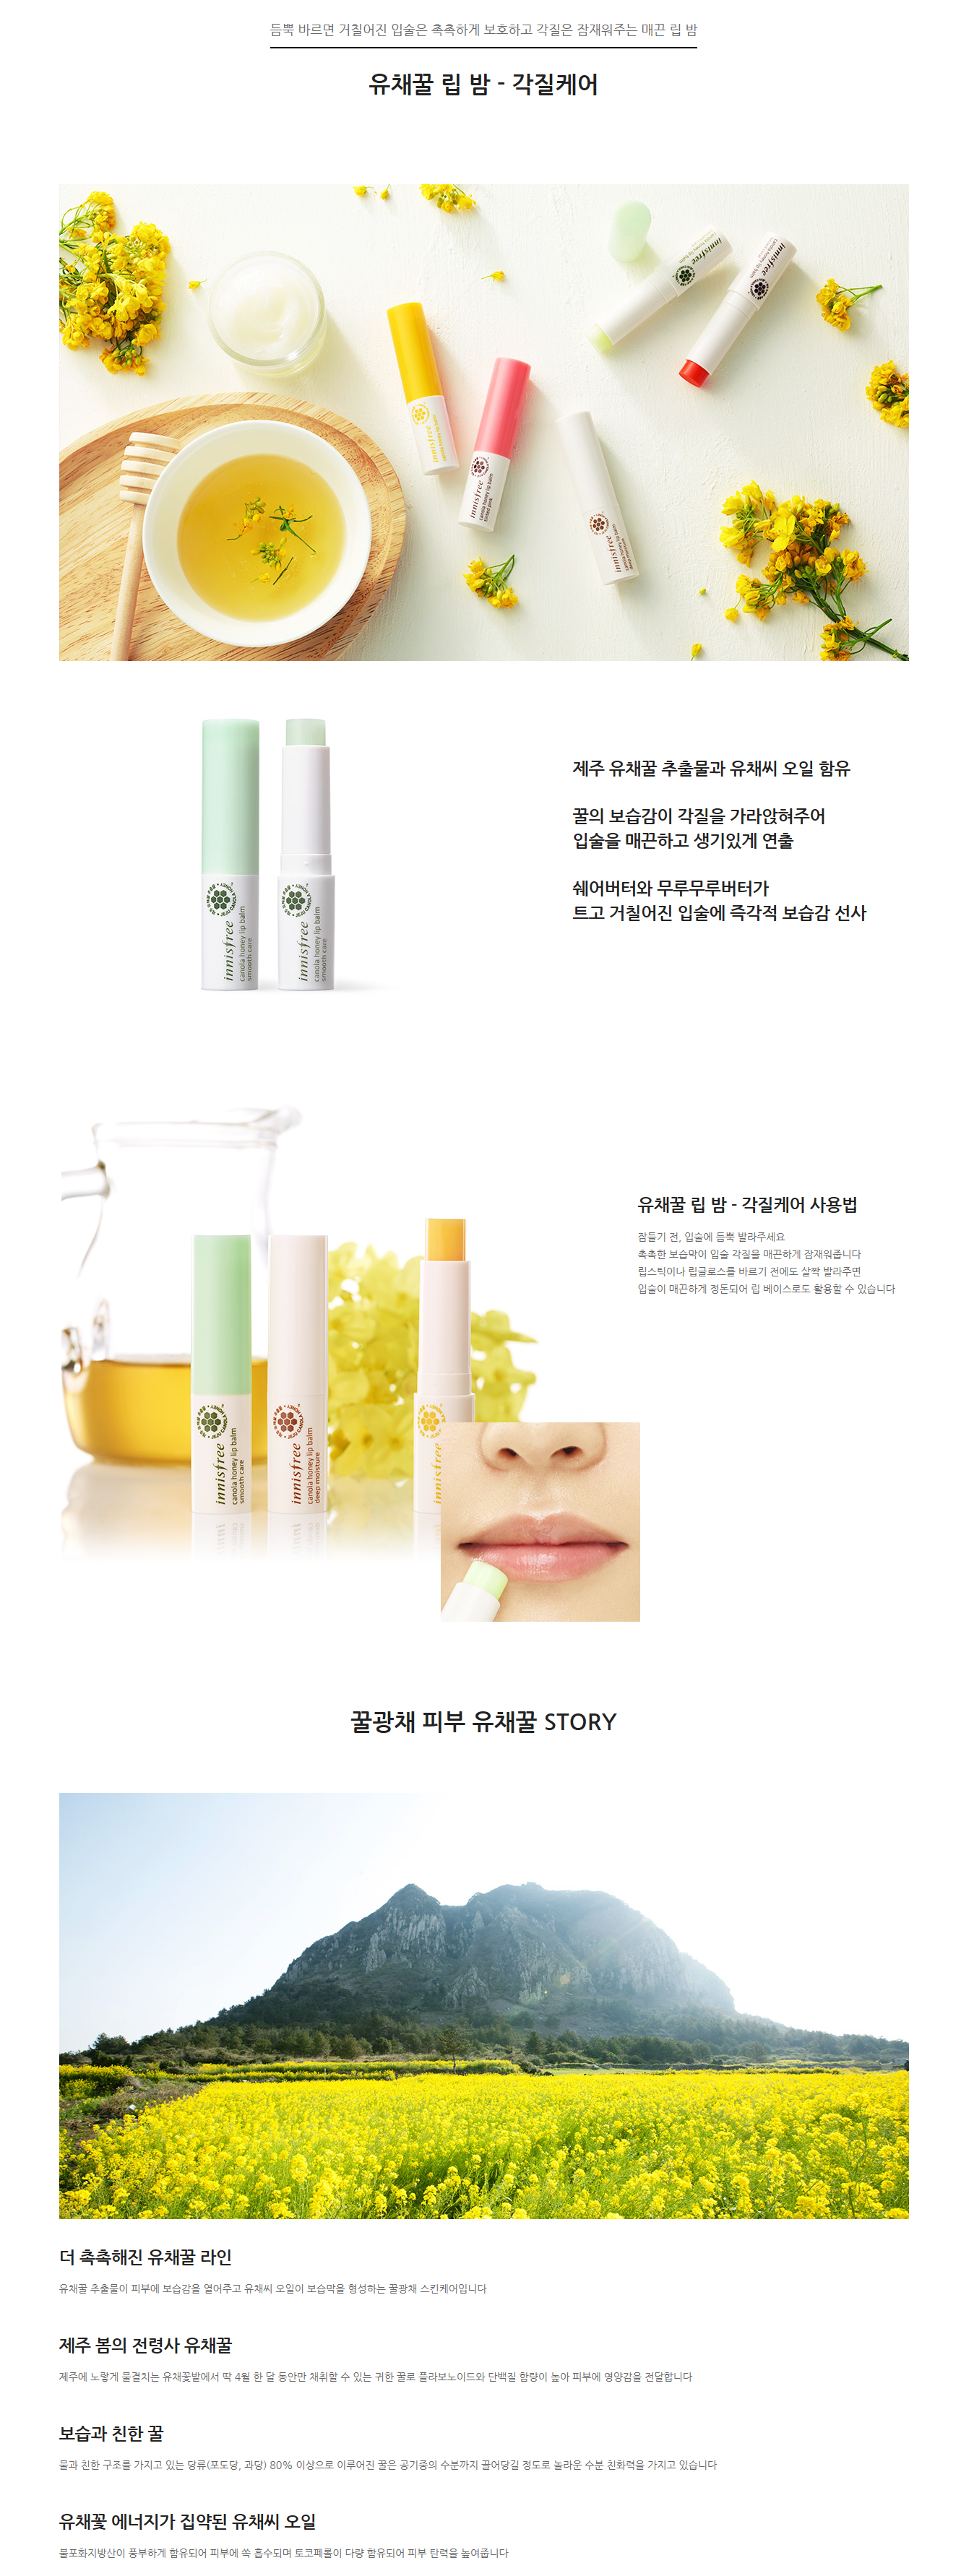 듬뿍 바르면 거칠어진 입술은 촉촉하게 보호하고 각질은 잠재워주는 매끈 립 밤
유채꿀 립 밤 - 각질케어
innisfree
canola honey lip balm
innisfree
canola honey lip balm
제주 유채꿀 추출물과 유채씨 오일 함유
꿀의 보습감이 각질을 가라앉혀주어
입술을 매끈하고 생기있게 연출
쉐어버터와 무루무루버터가
트고 거칠어진 입술에 즉각적 보습감 선사
innisfree
canola honey lip balm
smooth care
innisfree
canola honey lip balm
smooth care
유채꿀 립 밤 - 각질케어 사용법
잠들기 전, 입술에 듬뿍 발라주세요
촉촉한 보습막이 입술 각질을 매끈하게 잠재워줍니다
립스틱이나 립글로스를 바르기 전에도 살짝 발라주면
입술이 매끈하게 정돈되어 립 베이스로도 활용할 수 있습니다
innisfree
canola honey lip balm
smooth care
innisfree
canola honey lip balm
deep moisture
innisfree
꿀광채 피부 유채꿀 STORY
더 촉촉해진 유채꿀 라인
유채꿀 추출물이 피부에 보습감을 열어주고 유채씨 오일이 보습막을 형성하는 꿀광채 스킨케어입니다
제주 봄의 전령사 유채꿀
제주에 노랗게 물결치는 유채꽃밭에서 딱 4월 한 달 동안만 채취할 수 있는 귀한 꿀로 플라보노이드와 단백질 함량이 높아 피부에 영양감을 전달합니다
보습과 친한 꿀
물과 친한 구조를 가지고 있는 당류(포도당, 과당) 80% 이상으로 이루어진 꿀은 공기중의 수분까지 끌어당길 정도로 놀라운 수분 친화력을 가지고 있습니다
유채꽃 에너지가 집약된 유채씨 오일
불포화지방산이 풍부하게 함유되어 피부에 쏙 흡수되며 토코페롤이 다량 함유되어 피부 탄력을 높여줍니다